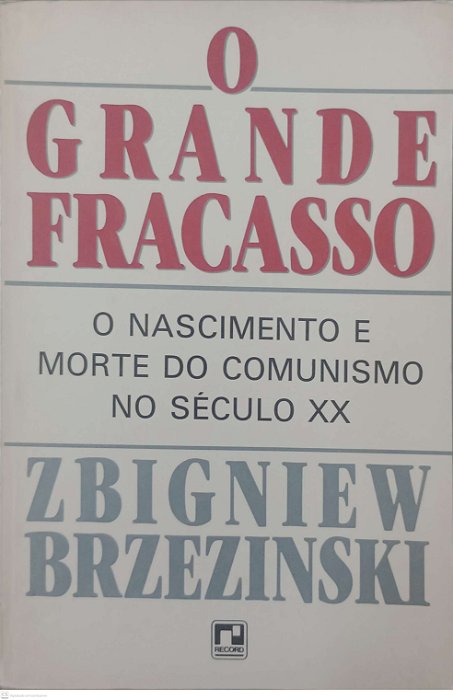 O
GRANDE
FRACASSO
O NASCIMENTO E
MORTE DO COMUNISMO
NO SÉCULO XX
ZBIGNIEW
BRZEZINSKI
RECORD